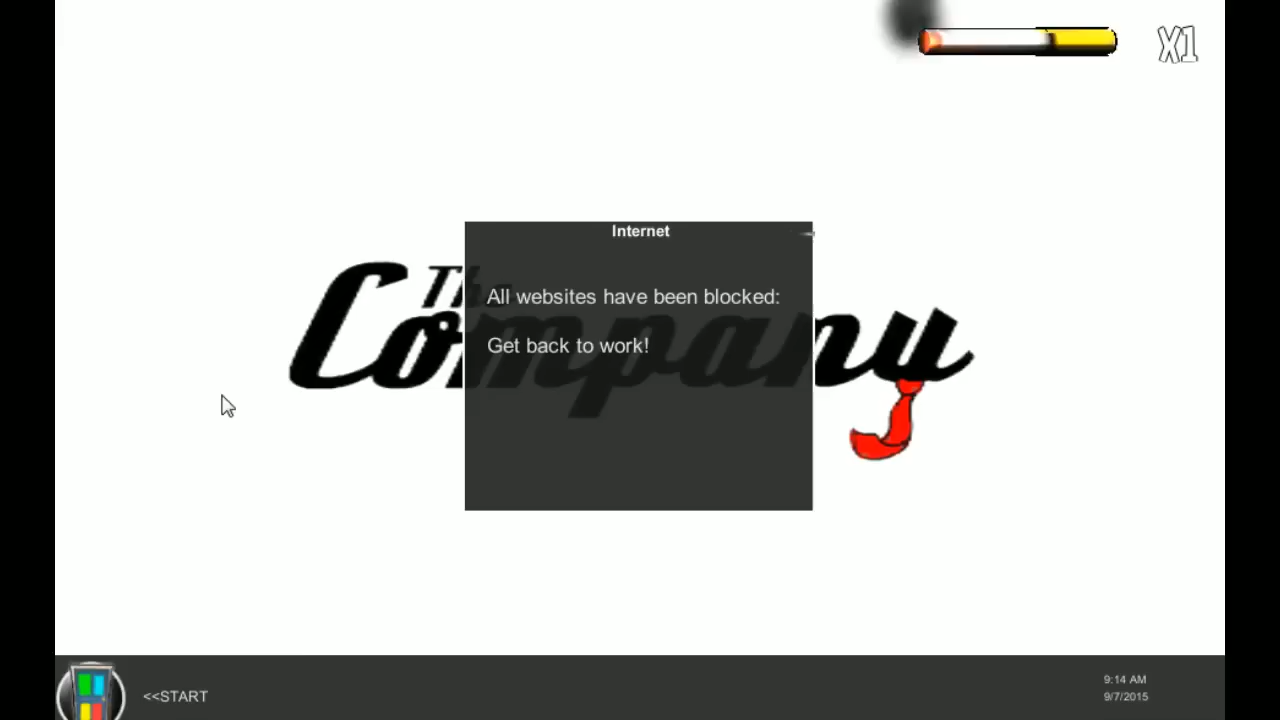 X1
Internet
The
Company
All websites have been blocked:
Get back to work!
<<START
9:14 AM
9/7/2015